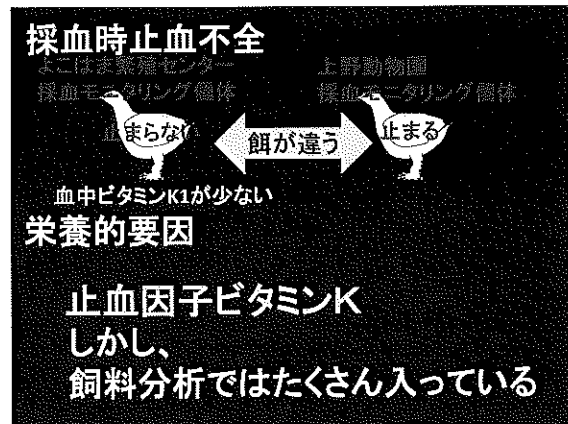 採血時止血不全
よこはま繁殖センター
採血モニタリング個体
上野動物園
採血モニタリング個体
止まらない
餌が違う
止まる
血中ビタミンK1が少ない
栄養的要因
止血因子ビタミンK
しかし、
飼料分析ではたくさん入っている